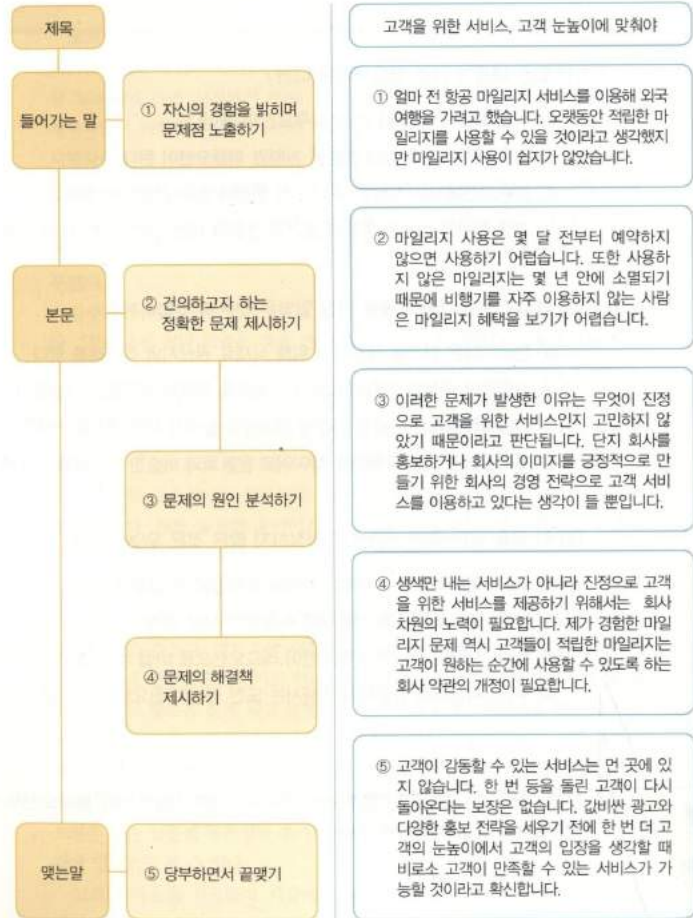 제목
고객을 위한 서비스, 고객 눈높이에 맞춰야
들어가는 말
① 자신의 경험을 밝히며
문제점 노출하기
① 얼마 전 항공 마일리지 서비스를 이용해 외국
여행을 가려고 했습니다. 오랫동안 적립한 마
일리지를 사용할 수 있을 것이라고 생각했지
만 마일리지 사용이 쉽지가 않았습니다.
본문
② 건의하고자 하는
정확한 문제 제시하기
② 마일리지 사용은 몇 달 전부터 예약하지
않으면 사용하기 어렵습니다. 또한 사용하
지 않은 마일리지는 몇 년 안에 소멸되기
때문에 비행기를 자주 이용하지 않는 사람
은 마일리지 혜택을 보기가 어렵습니다.
③ 문제의 원인 분석하기
③ 이러한 문제가 발생한 이유는 무엇이 진정
으로 고객을 위한 서비스인지 고민하지 않
았기 때문이라고 판단됩니다. 단지 회사를
홍보하거나 회사의 이미지를 긍정적으로 만
들기 위한 회사의 경영 전략으로 고객 서비
스를 이용하고 있다는 생각이 들 뿐입니다.
④ 문제의 해결책
제시하기
④ 생색만 내는 서비스가 아니라 진정으로 고객
을 위한 서비스를 제공하기 위해서는 회사
차원의 노력이 필요합니다. 제가 경험한 마일
리지 문제 역시 고객들이 적립한 마일리지는
고객이 원하는 순간에 사용할 수 있도록 하는
회사 약관의 개정이 필요합니다.
맺는말
⑤ 당부하면서 끝맺기
⑤ 고객이 감동할 수 있는 서비스는 먼 곳에 있
지 않습니다. 한 번 등을 돌린 고객이 다시
돌아온다는 보장은 없습니다. 값비싼 광고와
다양한 홍보 전략을 세우기 전에 한 번 더 고
객의 눈높이에서 고객의 입장을 생각할 때
비로소 고객이 만족할 수 있는 서비스가 가
능할 것이라고 확신합니다.